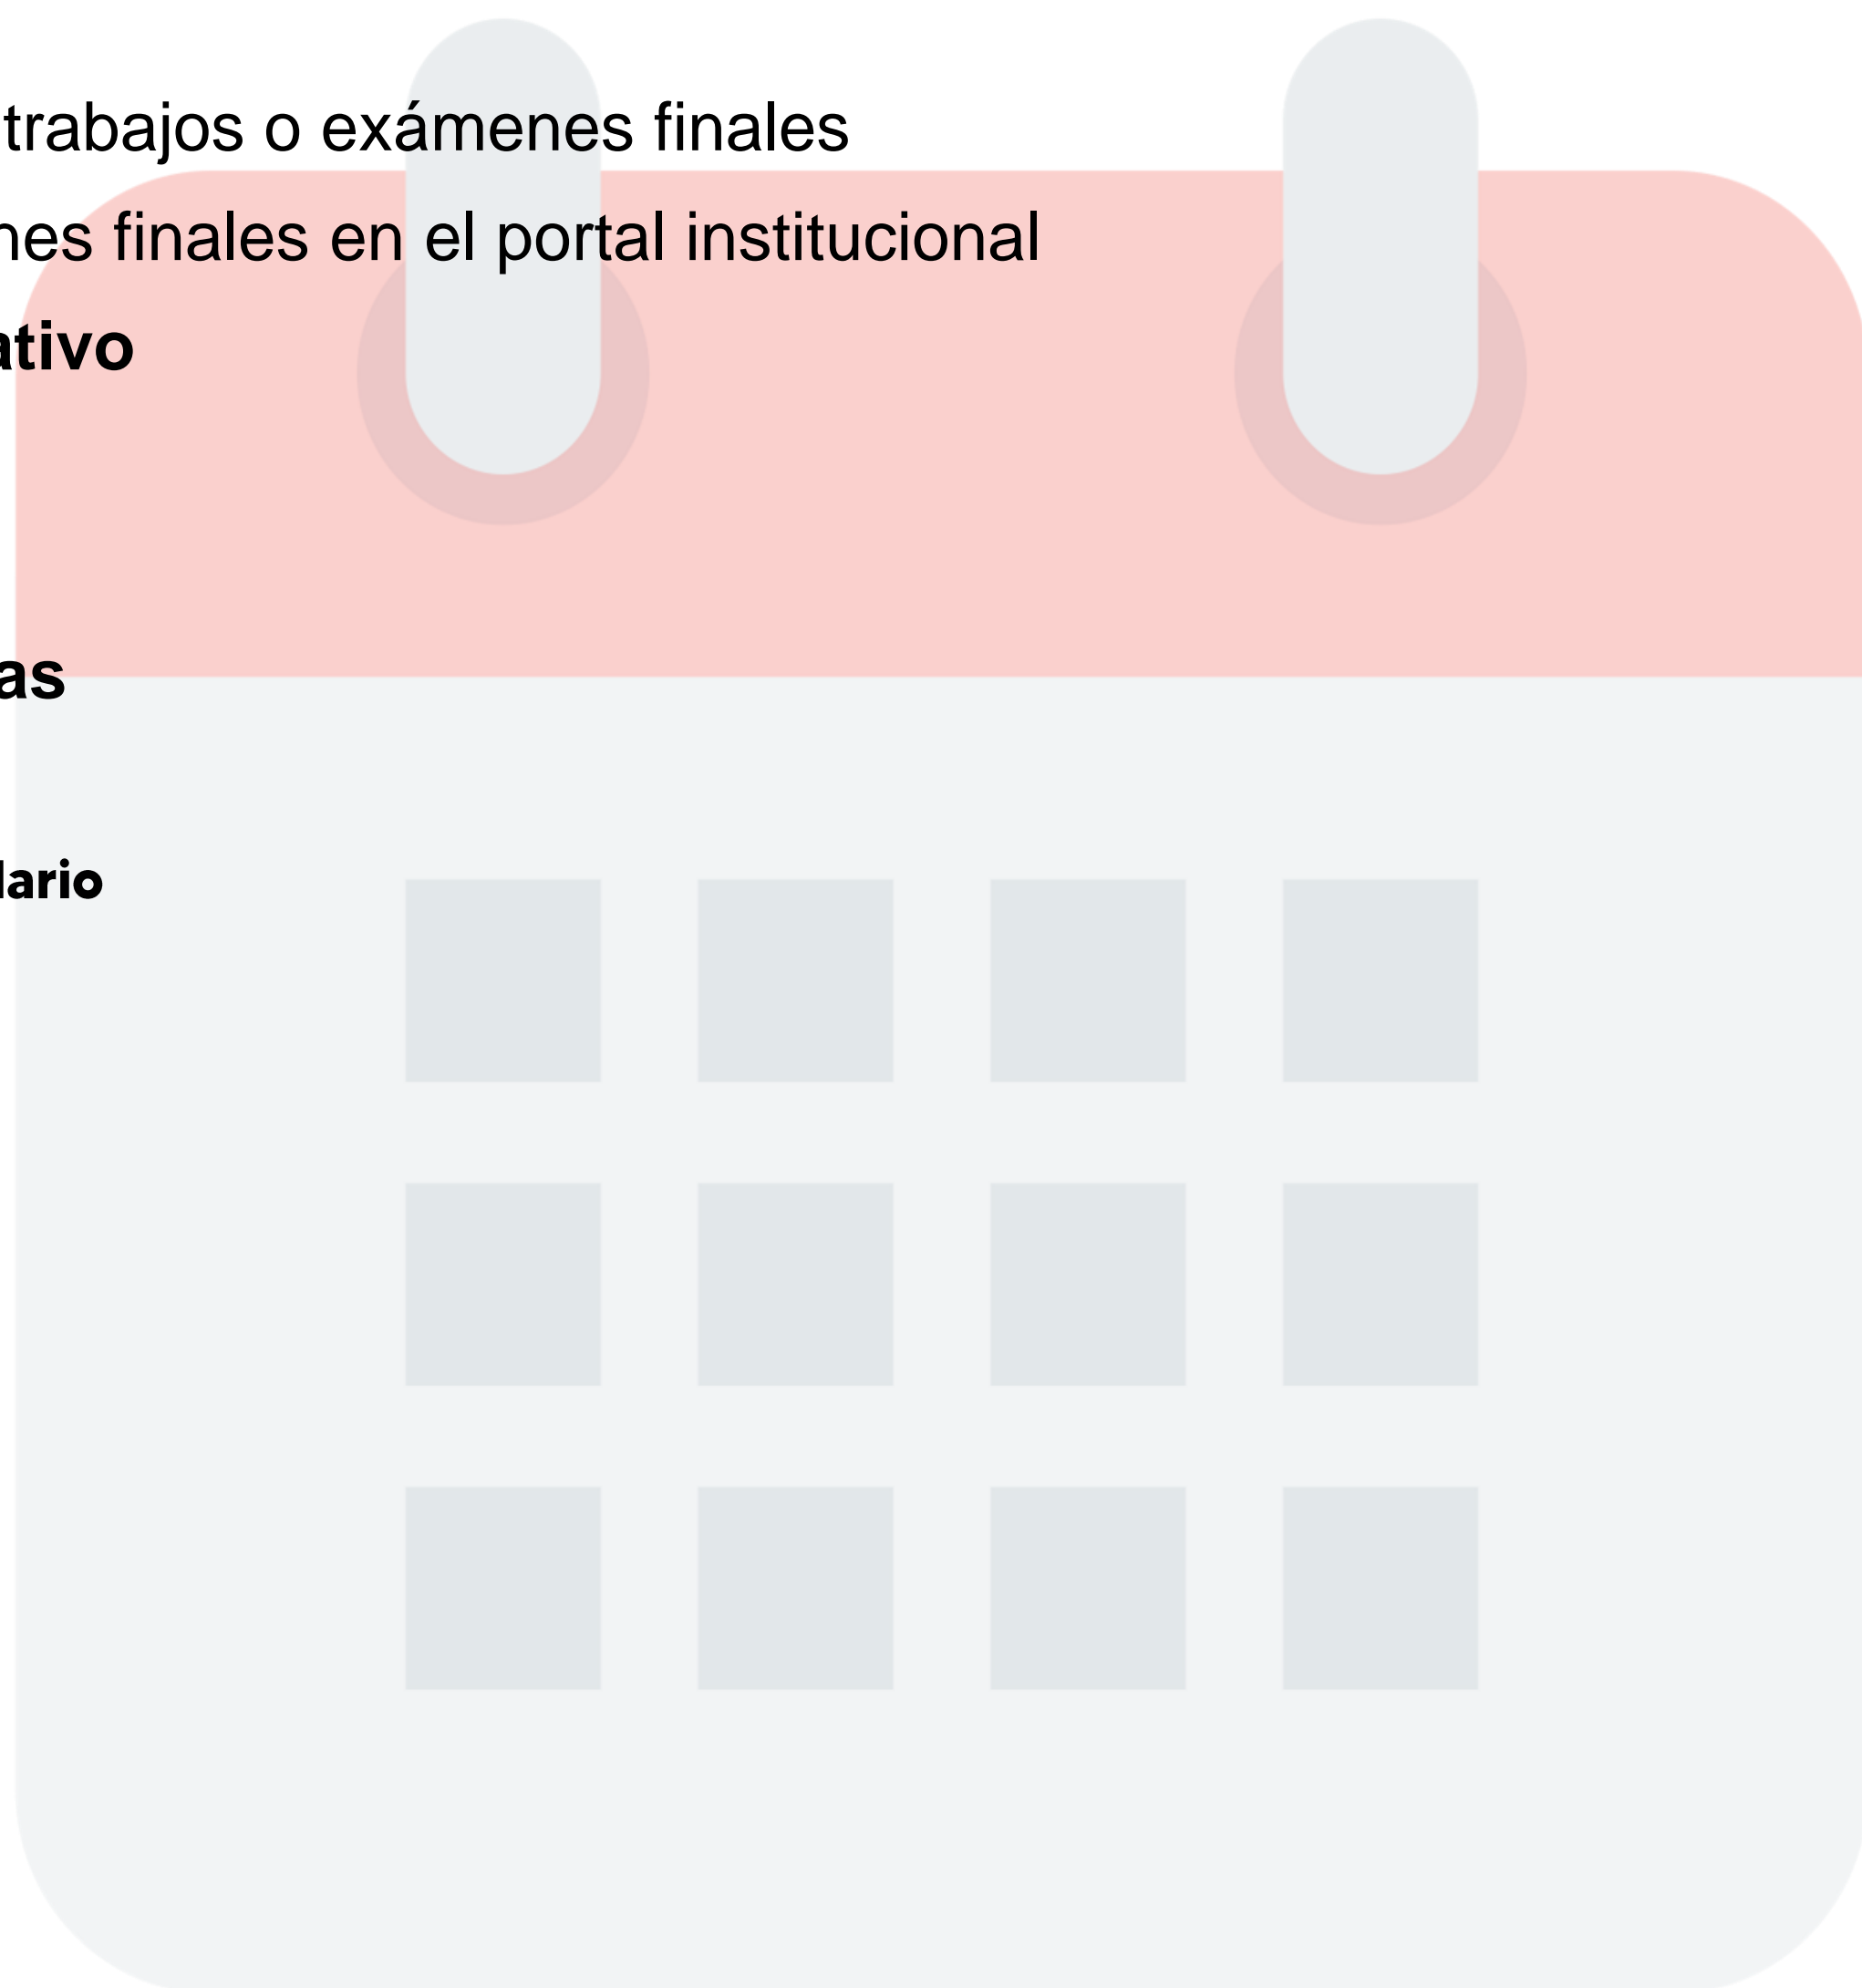 trabajos o exámenes finales
nes finales en el portal institucional
ativo
as
lario